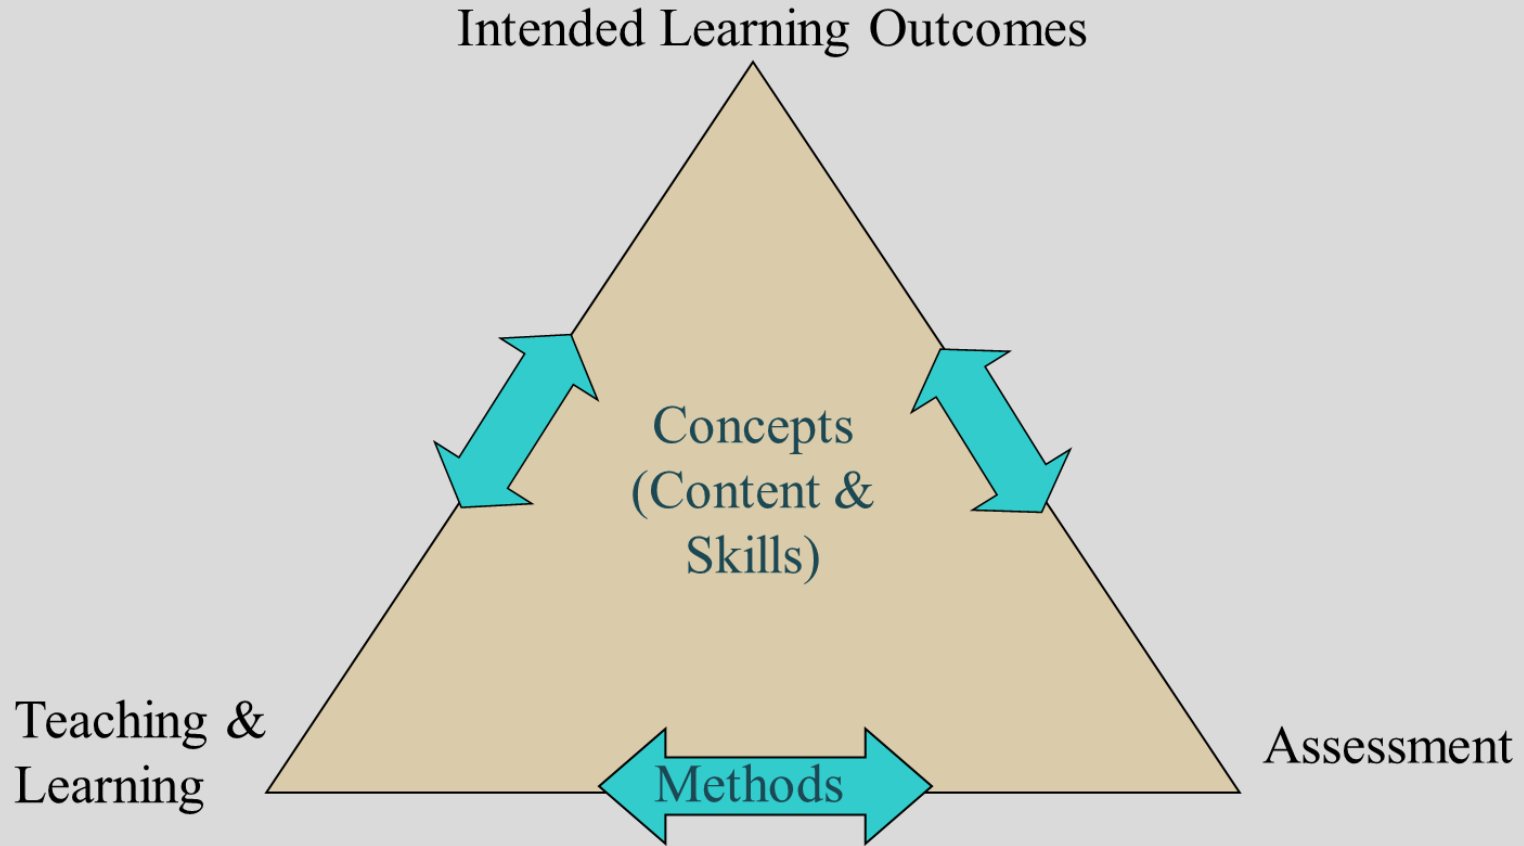 Intended Learning Outcomes
Concepts
(Content &
Skills)
Teaching &
Learning
Assessment
Methods